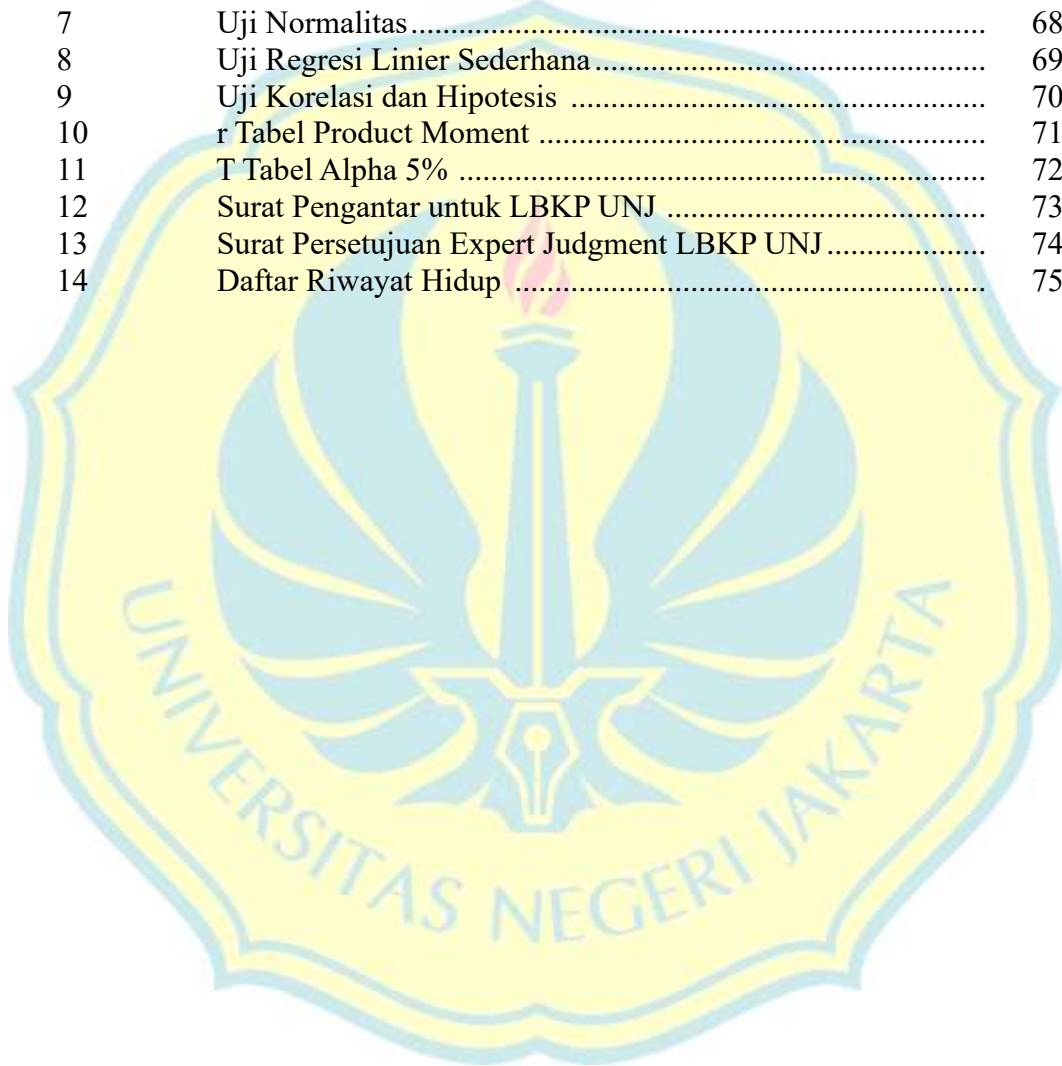 7 Uji Normalitas ...................................................................... 68
8 Uji Regresi Linier Sederhana ................................................ 69
9 Uji Korelasi dan Hipotesis ................................................... 70
10 r Tabel Product Moment ....................................................... 71
11 T Tabel Alpha 5% ................................................................. 72
12 Surat Pengantar untuk LBKP UNJ ....................................... 73
13 Surat Persetujuan Expert Judgment LBKP UNJ ................... 74
14 Daftar Riwayat Hidup .......................................................... 75
UNIVERSITAS NEGERI JAKARTA